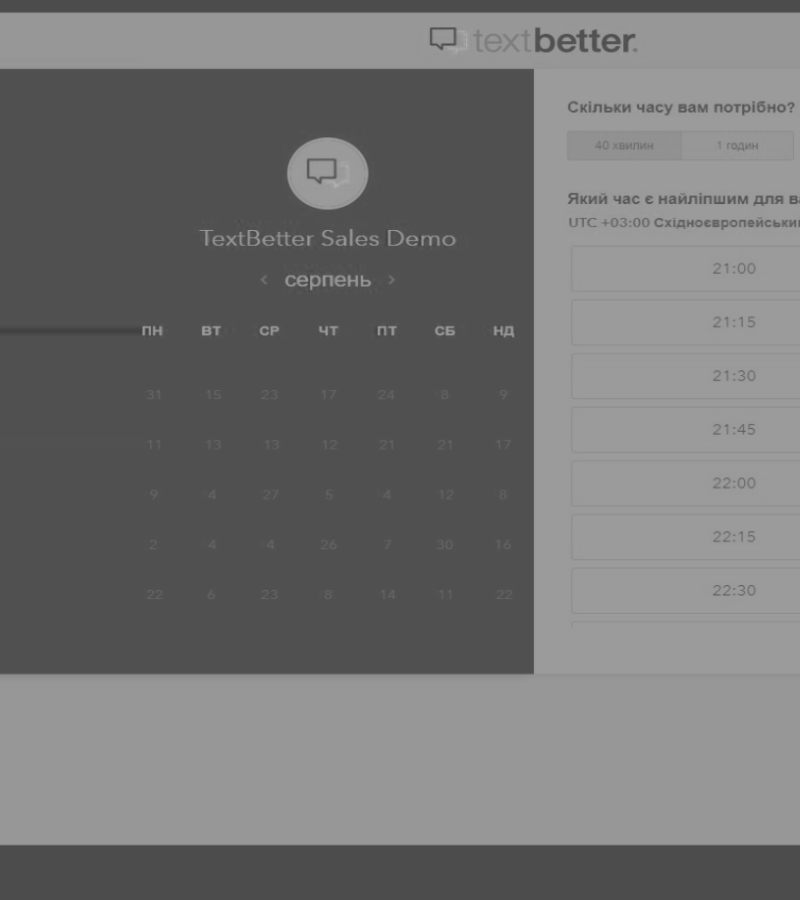 textbetter.
TextBetter Sales Demo
< серпень >
ПН ВТ СР ЧТ ПТ СБ НД
31 15 23 17 24 8 9
11 13 13 12 21 21 17
9 4 27 5 4 12 8
2 4 4 26 7 30 16
22 6 23 8 14 11 22
Скільки часу вам потрібно?
40 хвилин 1 годин
Який час є найліпшим для
UTC +03:00
21:00
21:15
21:30
21:45
22:00
22:15
22:30